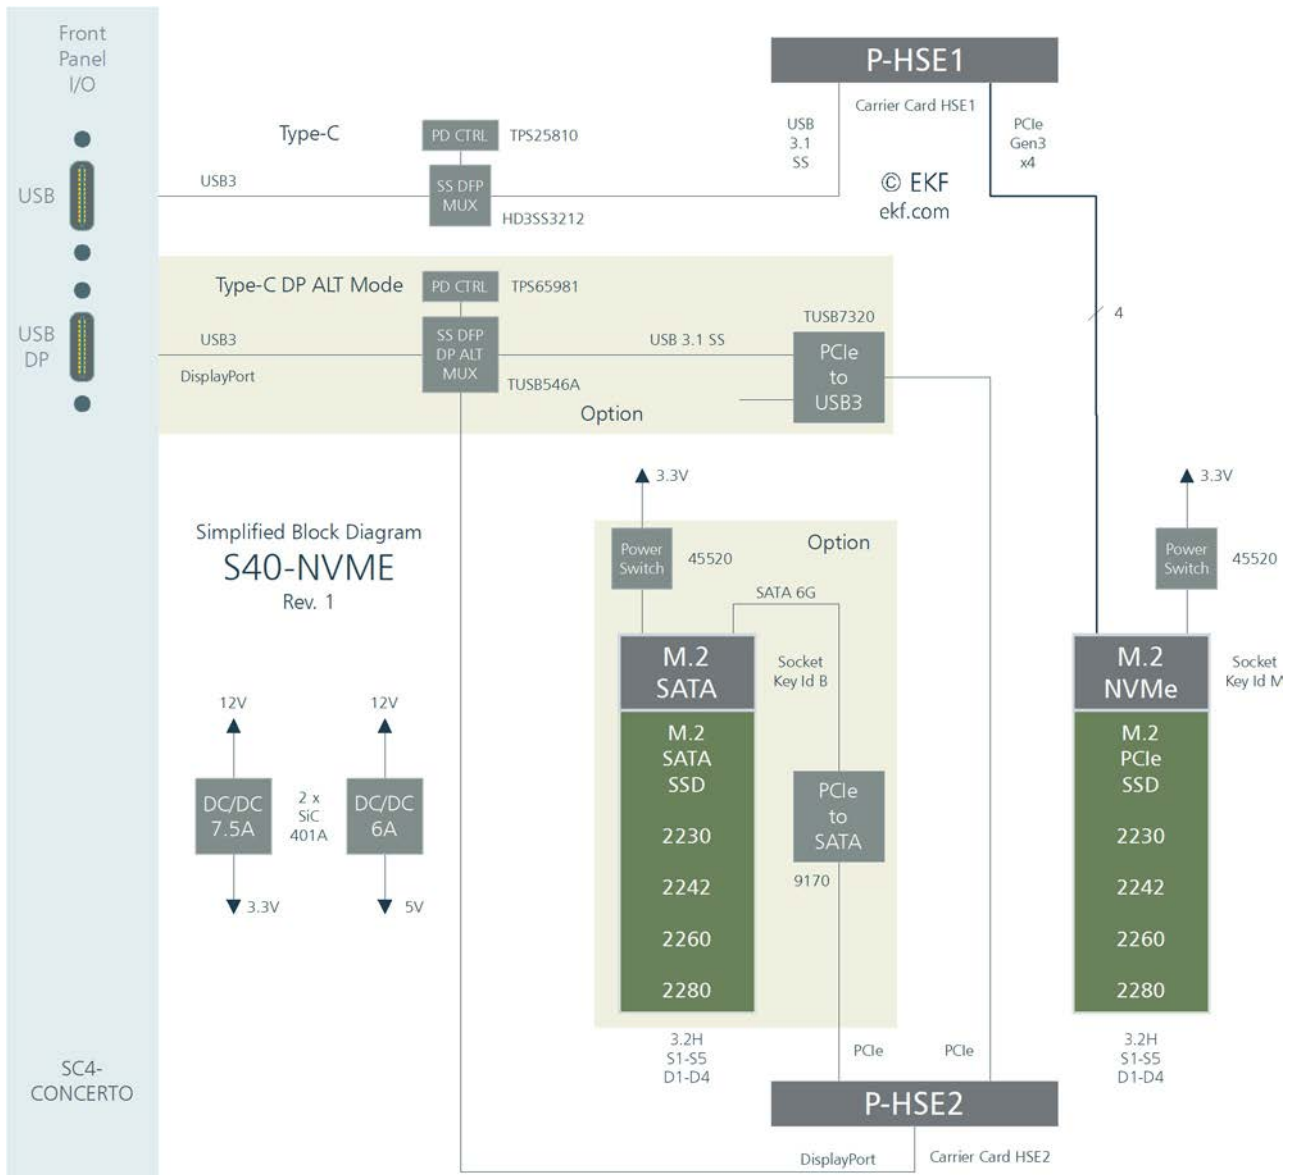 Front
Panel
I/O
P-HSE1
Carrier Card HSE1
USB
3.1
SS
PCIe
Gen3
x4
© EKF
ekf.com
Type-C
PD CTRL
TPS25810
USB
USB3
SS DFP
MUX
HD3SS3212
Type-C DP ALT Mode
PD CTRL
TPS65981
4
USB
DP
USB3
DisplayPort
SS DFP
DP ALT
MUX
TUSB546A
USB 3.1 SS
TUSB7320
PCIe
to
USB3
Option
3.3V
3.3V
Simplified Block Diagram
S40-NVME
Rev. 1
Power
Switch
45520
Option
Power
Switch
45520
SATA 6G
M.2
SATA
Socket
Key Id B
M.2
NVMe
Socket
Key Id M
12V
12V
DC/DC
7.5A
2 x
SiC
401A
DC/DC
6A
3.3V
5V
M.2
SATA
SSD
2230
2242
2260
2280
PCIe
to
SATA
9170
M.2
PCIe
SSD
2230
2242
2260
2280
3.2H
S1-S5
D1-D4
PCIe
PCIe
3.2H
S1-S5
D1-D4
SC4-
CONCERTO
P-HSE2
DisplayPort
Carrier Card HSE2